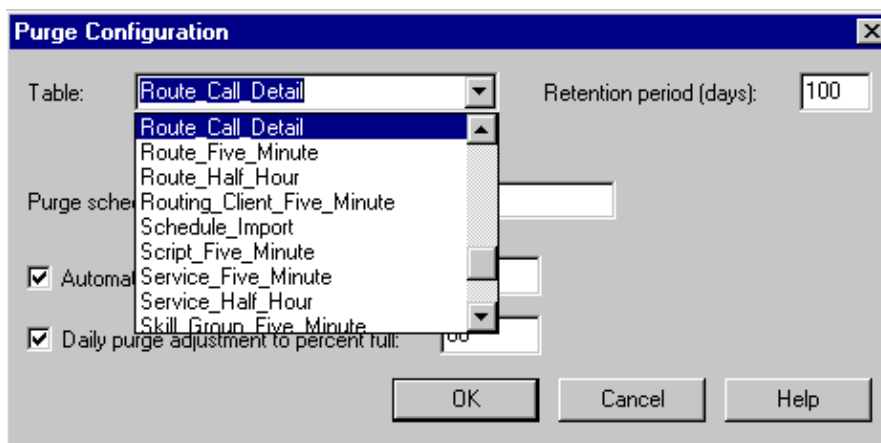 Purge Configuration
Table: Route_Call_Detail Retention period (days): 100
Route_Call_Detail
Route_Five_Minute
Route_Half_Hour
Routing_Client_Five_Minute
Purge sche
Schedule_Import
Script_Five_Minute
Automat
Service_Five_Minute
Service_Half_Hour
Skill_Group_Five_Minute
Daily purge adjustment to percent full:
OK Cancel Help